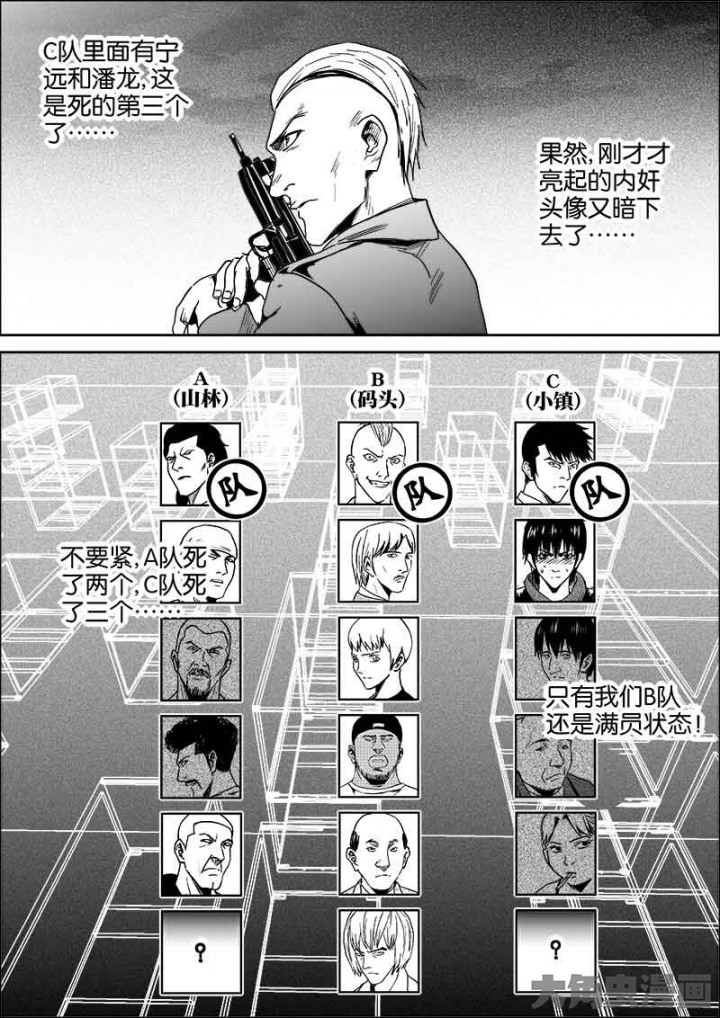 C队里面有宁
远和潘龙,这
是死的第三个
了……
果然,刚才才
亮起的内奸
头像又暗下
去了……
A
(山林)
B
(码头)
C
(小镇)
队
队
队
不要紧,A队死
了两个,C队死
了三个……
只有我们B队
还是满员状态!
?
?
大角虫漫画